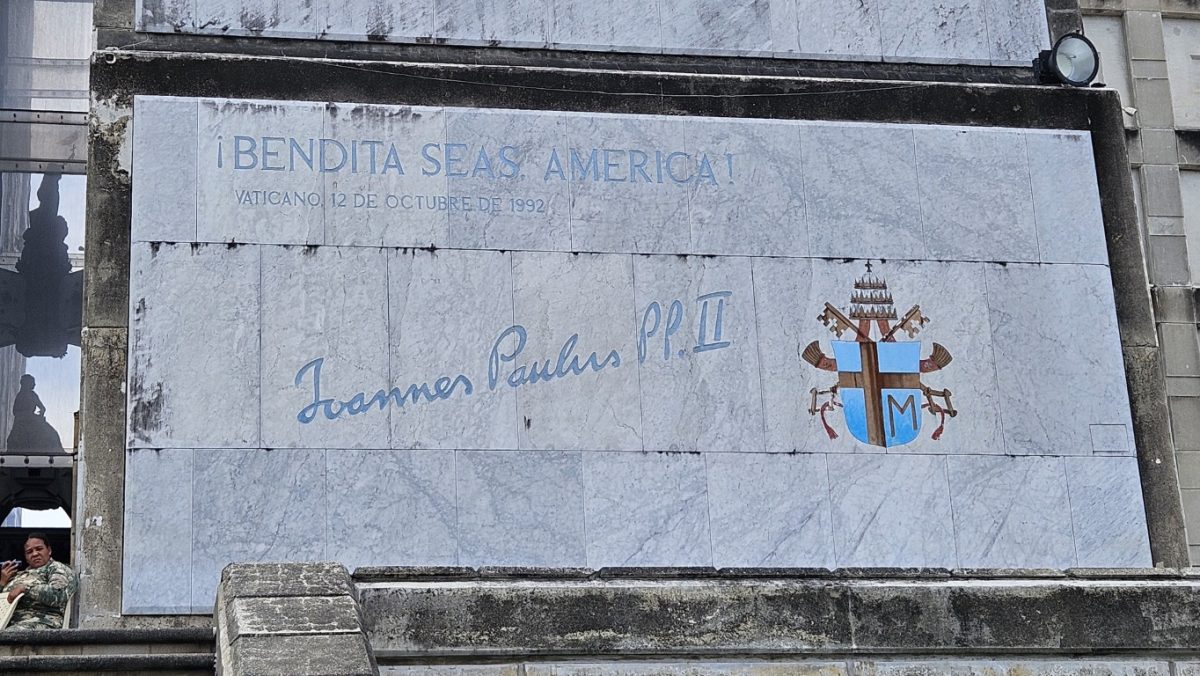 ¡BENDITA SEAS, AMERICA!
VATICANO, 12 DE OCTUBRE DE 1992
Joannes Paulus PP. II
M